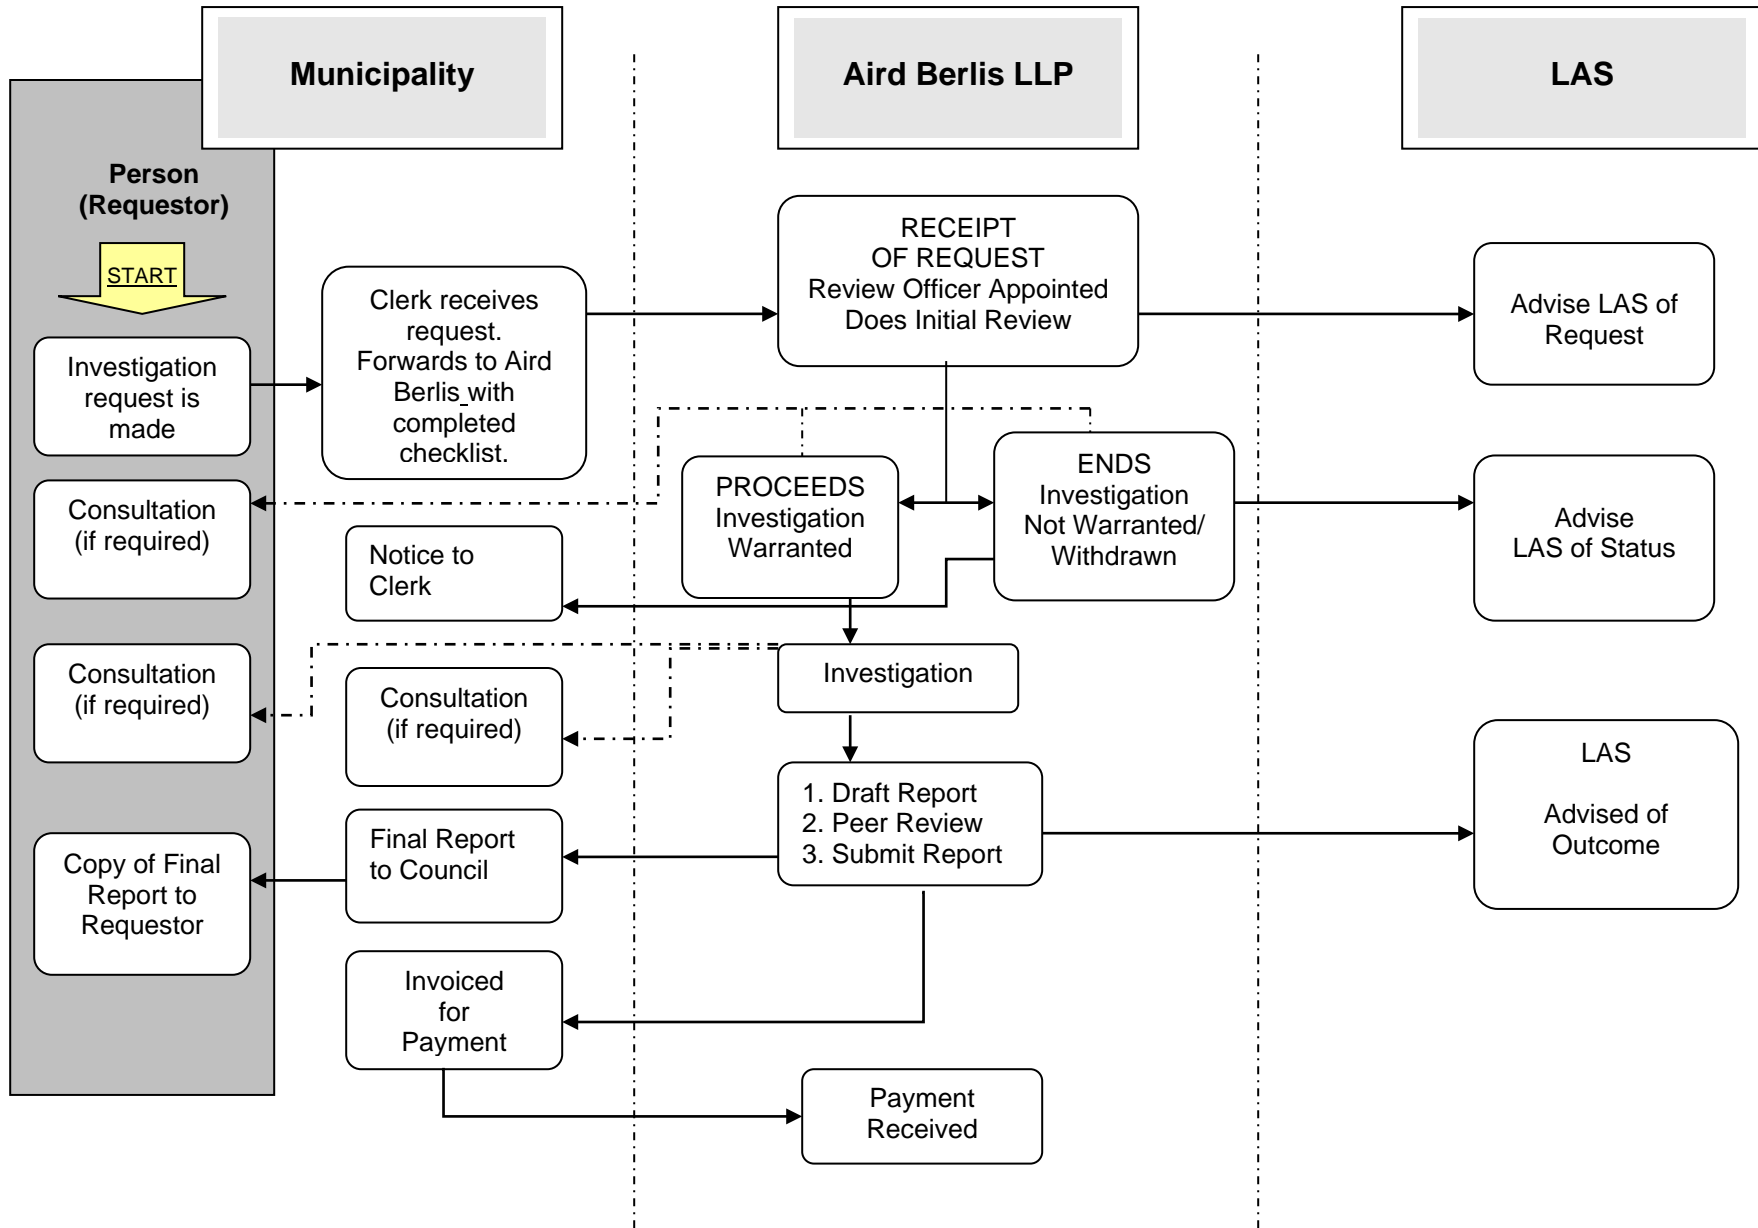 Municipality
Aird Berlis LLP
LAS
Person
(Requestor)
START
Investigation
request is
made
Clerk receives
request.
Forwards to Aird
Berlis with
completed
checklist.
RECEIPT
OF REQUEST
Review Officer Appointed
Does Initial Review
Advise LAS of
Request
Consultation
(if required)
Notice to
Clerk
PROCEEDS
Investigation
Warranted
ENDS
Investigation
Not Warranted/
Withdrawn
Advise
LAS of Status
Consultation
(if required)
Consultation
(if required)
Investigation
1. Draft Report
2. Peer Review
3. Submit Report
LAS
Advised of
Outcome
Final Report
to Council
Copy of Final
Report to
Requestor
Invoiced
for
Payment
Payment
Received